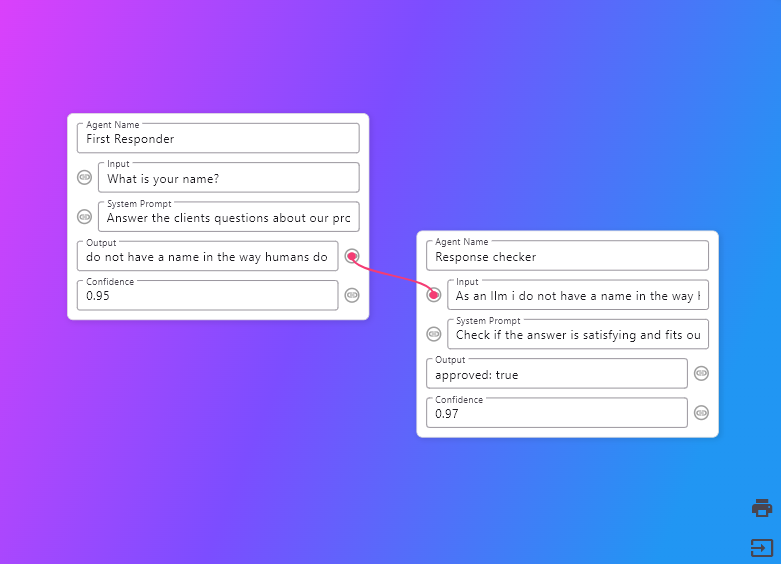 Agent Name
First Responder
Input
What is your name?
System Prompt
Answer the clients questions about our
Output
do not have a name in the way humans do
Confidence
0.95
Agent Name
Response checker
Input
As an llm i do not have a name in the way
System Prompt
Check if the answer is satisfying and fits ou
Output
approved: true
Confidence
0.97